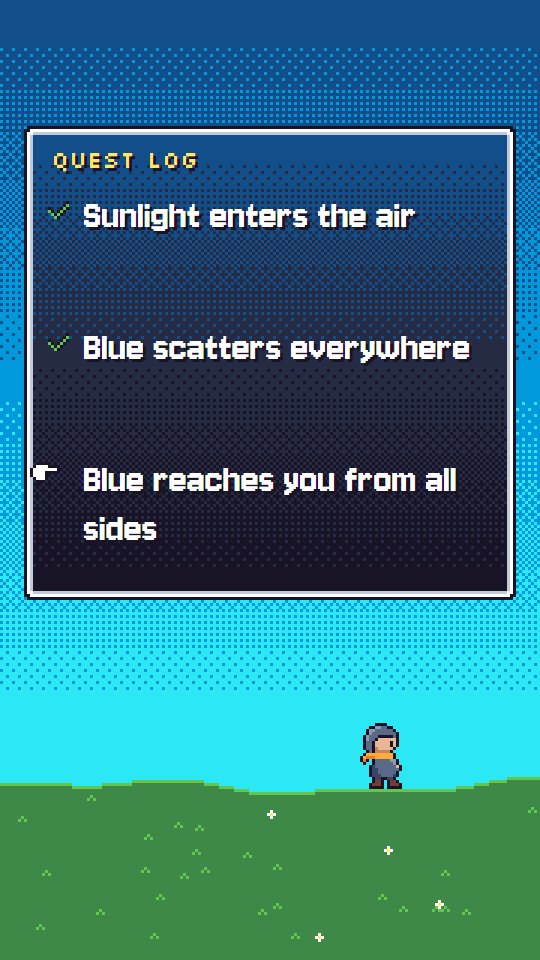 QUEST LOG
Sunlight enters the air
Blue scatters everywhere
Blue reaches you from all
sides